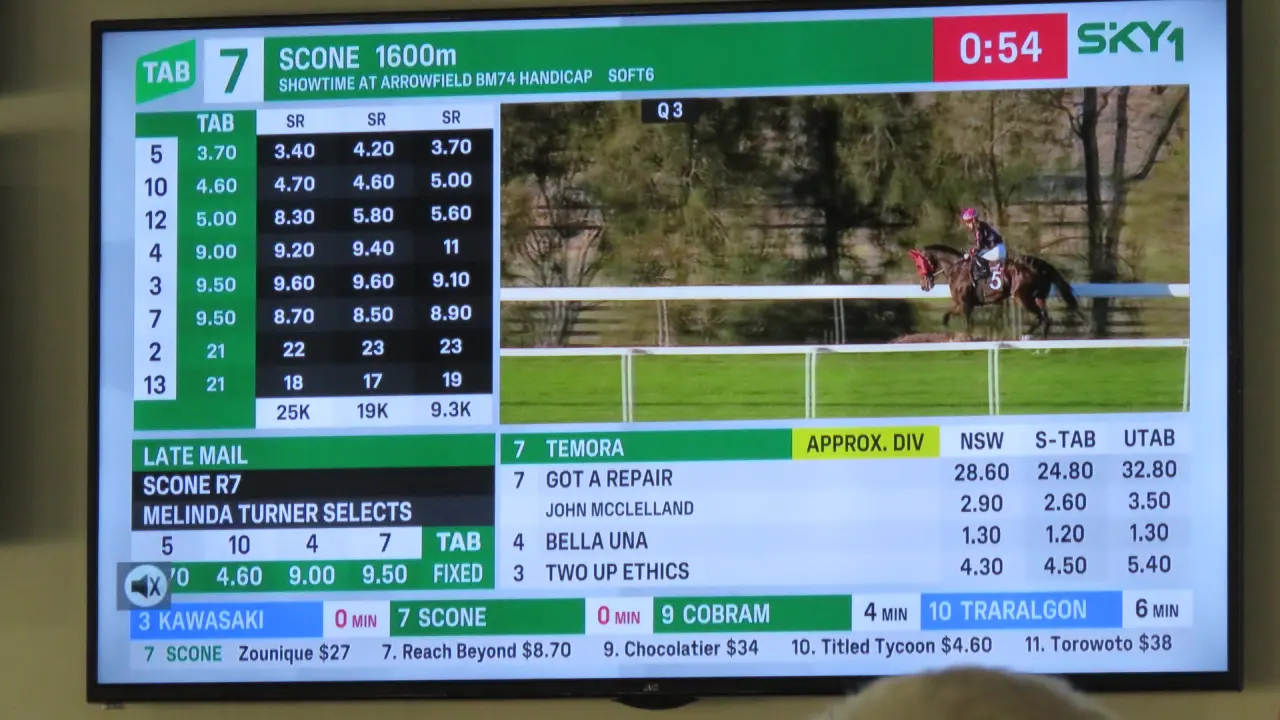 TAB 7 SCONE 1600m 0:54 SKY1
SHOWTIME AT ARROWFIELD BM74 HANDICAP SOFT6
TAB SR SR SR
5 3.70 3.40 4.20 3.70
10 4.60 4.70 4.60 5.00
12 5.00 8.30 5.80 5.60
4 9.00 9.20 9.40 11
3 9.50 9.60 9.60 9.10
7 9.50 8.70 8.50 8.90
2 21 22 23 23
13 21 18 17 19
25K 19K 9.3K
Q3
5
LATE MAIL
SCONE R7
MELINDA TURNER SELECTS
5 10 4 7 TAB
70 4.60 9.00 9.50 FIXED
7 TEMORA APPROX. DIV NSW S-TAB UTAB
7 GOT A REPAIR 28.60 24.80 32.80
JOHN MCCLELLAND 2.90 2.60 3.50
4 BELLA UNA 1.30 1.20 1.30
3 TWO UP ETHICS 4.30 4.50 5.40
3 KAWASAKI 0 MIN 7 SCONE 0 MIN 9 COBRAM 4 MIN 10 TRARALGON 6 MIN
7 SCONE Zounique $27 7. Reach Beyond $8.70 9. Chocolatier $34 10. Titled Tycoon $4.60 11. Torowoto $38
JVC